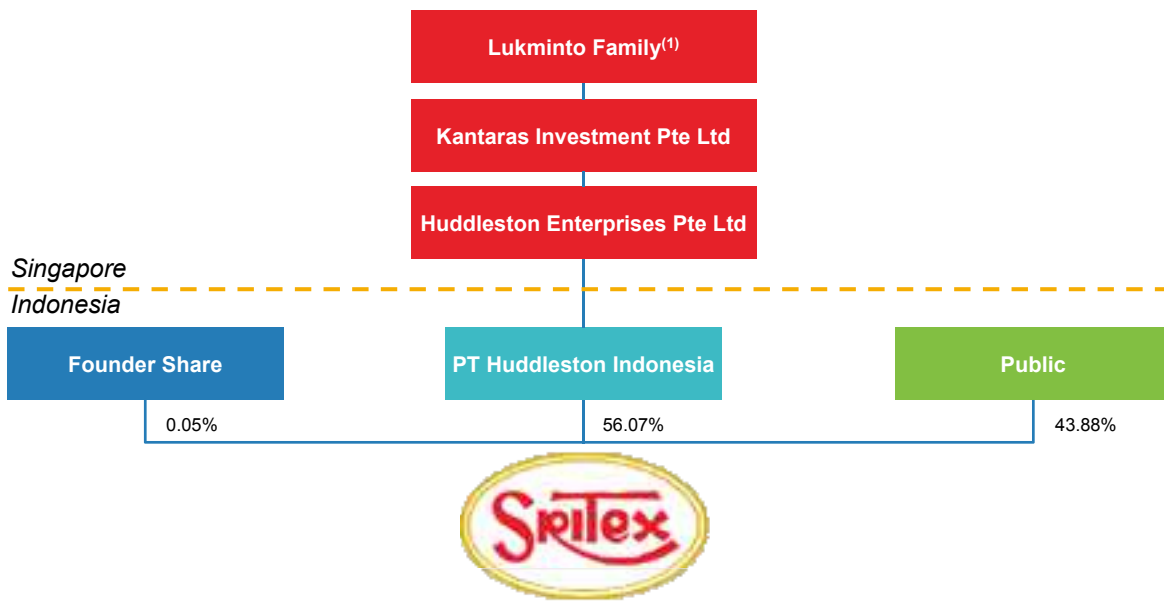 Lukminto Family(1)
Kantaras Investment Pte Ltd
Huddleston Enterprises Pte Ltd
Singapore
Indonesia
Founder Share
PT Huddleston Indonesia
Public
0.05%
56.07%
43.88%
SRITex